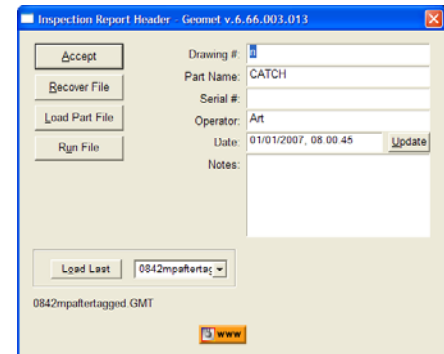 Inspection Report Header - Geomet v.6.66.003.013
Accept
Recover File
Load Part File
Run File
Drawing #:
Part Name: CATCH
Serial #:
Operator: Art
Date: 01/01/2007, 08.00.45 Update
Notes:
Load Last 0842mpaftertag
0842mpaftertagged.GMT
www